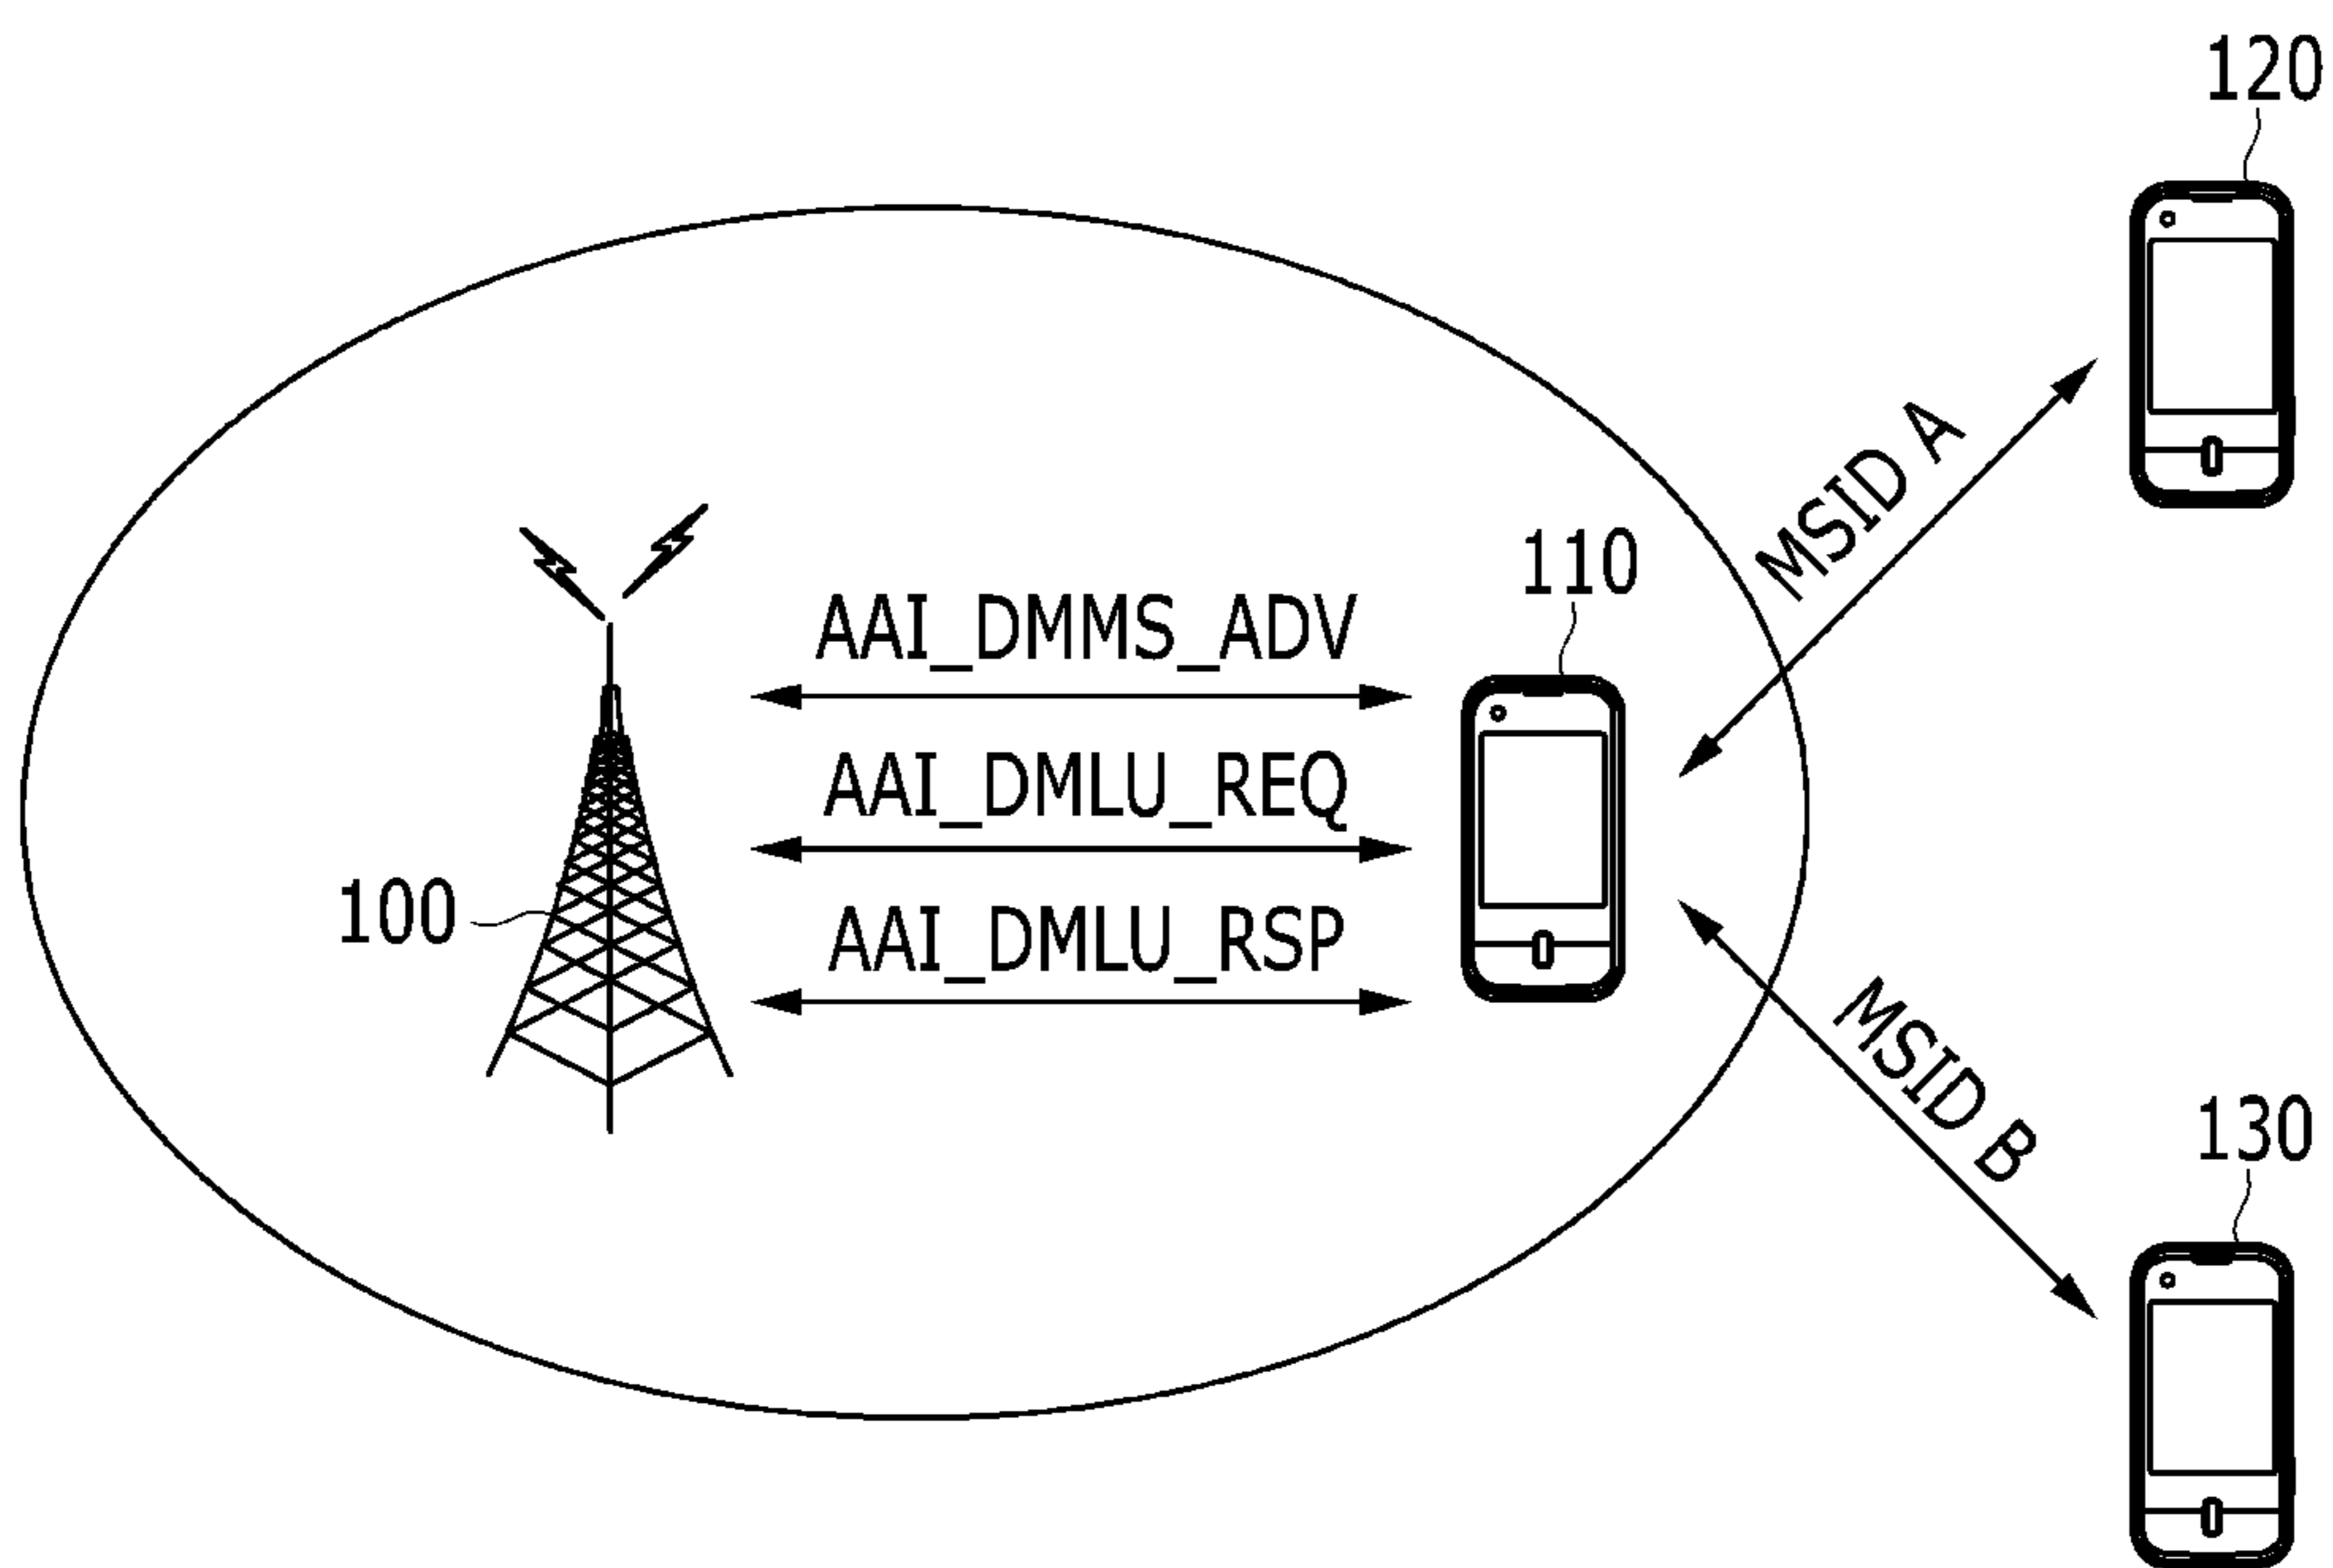 120
MSID A
110
AAI_DMMS_ADV
AAI_DMLU_REQ
100
AAI_DMLU_RSP
MSID B
130